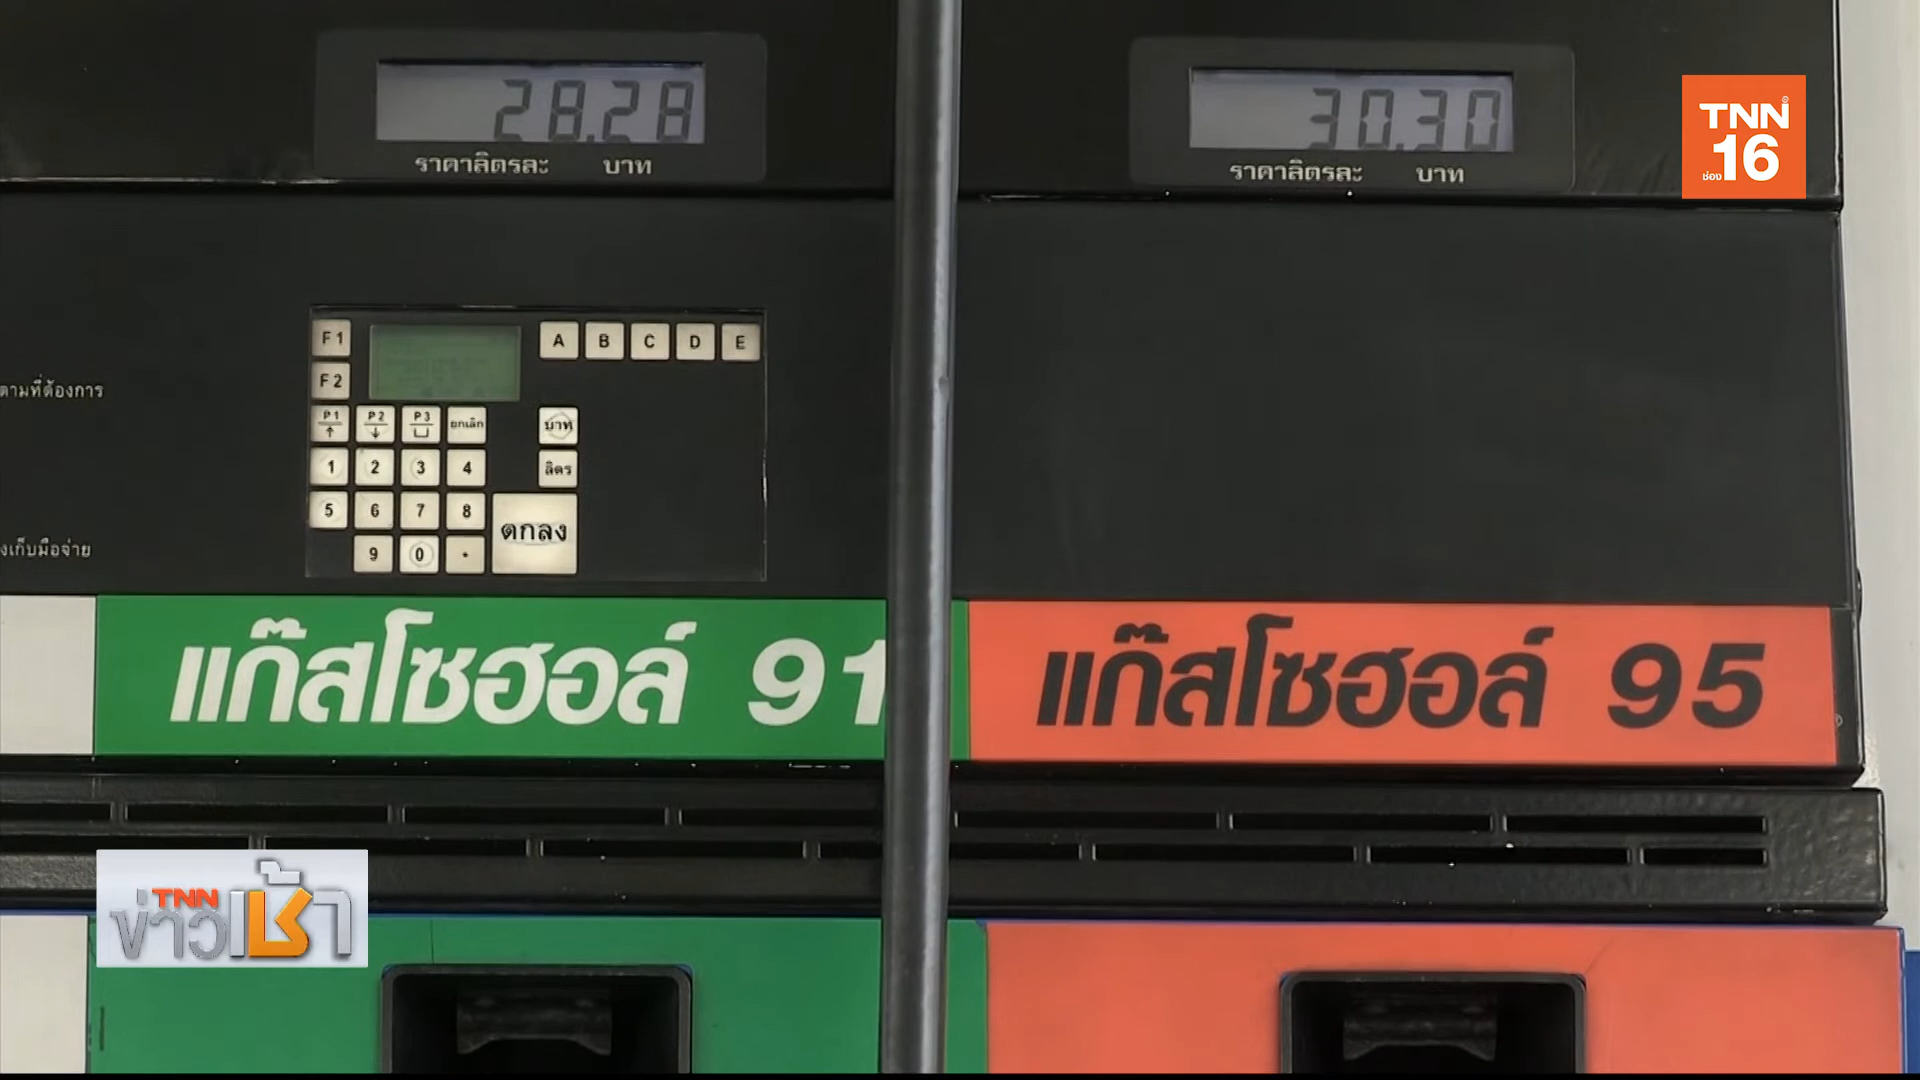 28.28
ราคาลิตรละ บาท
30.30
ราคาลิตรละ บาท
TNN
ช่อง 16
F1
A B C D E
F2
ตามที่ต้องการ
P1 P2 P3 ยกเลิก บาท
1 2 3 4 ลิตร
5 6 7 8 ตกลง
งเก็บมือจ่าย
9 0 .
แก๊สโซฮอล์ 91
แก๊สโซฮอล์ 95
TNN
ข่าวเช้า